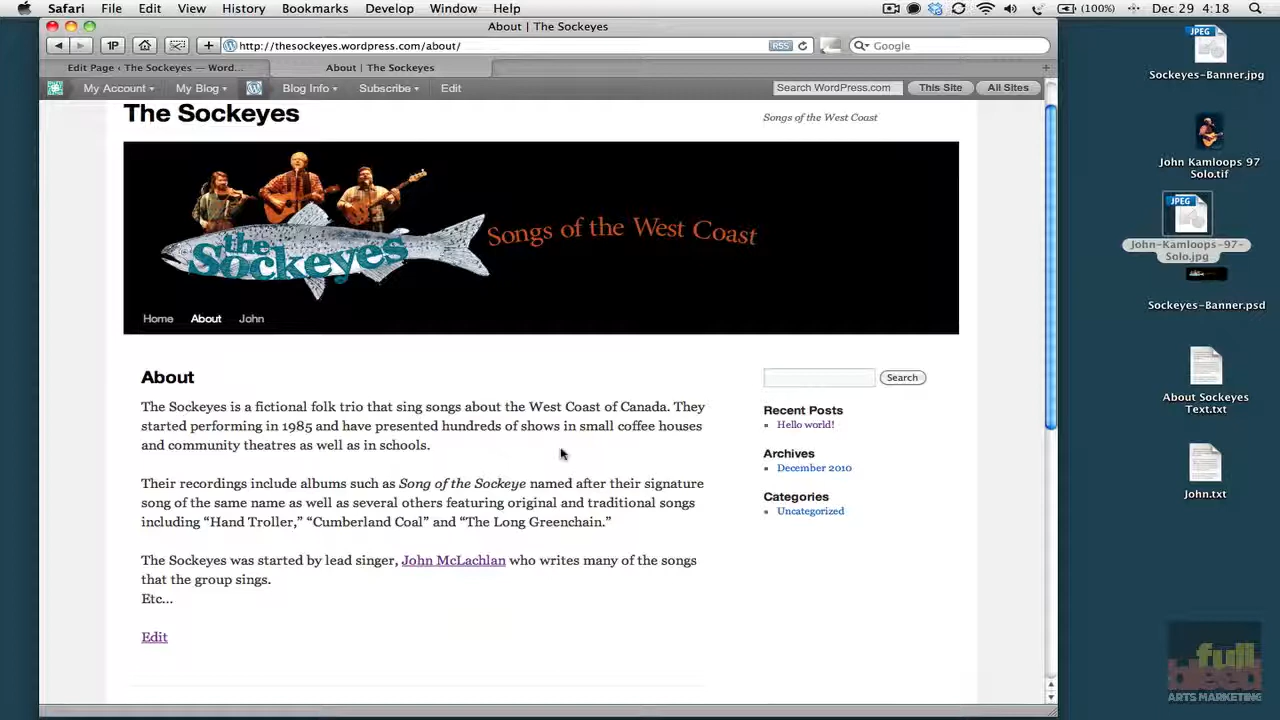 Safari File Edit View History Bookmarks Develop Window Help (100%) Dec 29 4:18
About | The Sockeyes
1P http://thesockeyes.wordpress.com/about/ RSS Google
Edit Page ‹ The Sockeyes — Word... About | The Sockeyes
My Account My Blog Blog Info Subscribe Edit Search WordPress.com This Site All Sites
The Sockeyes
Songs of the West Coast
the
Sockeyes
Songs of the West Coast
Home About John
About
The Sockeyes is a fictional folk trio that sing songs about the West Coast of Canada. They
started performing in 1985 and have presented hundreds of shows in small coffee houses
and community theatres as well as in schools.
Their recordings include albums such as Song of the Sockeye named after their signature
song of the same name as well as several others featuring original and traditional songs
including “Hand Troller,” “Cumberland Coal” and “The Long Greenchain.”
The Sockeyes was started by lead singer, John McLachlan who writes many of the songs
that the group sings.
Etc...
Edit
Search
Recent Posts
Hello world!
Archives
December 2010
Categories
Uncategorized
JPEG
Sockeyes-Banner.jpg
John Kamloops 97
Solo.tif
JPEG
John-Kamloops-97-
Solo.jpg
Sockeyes-Banner.psd
About Sockeyes
Text.txt
John.txt
full
ARTS MARKETING